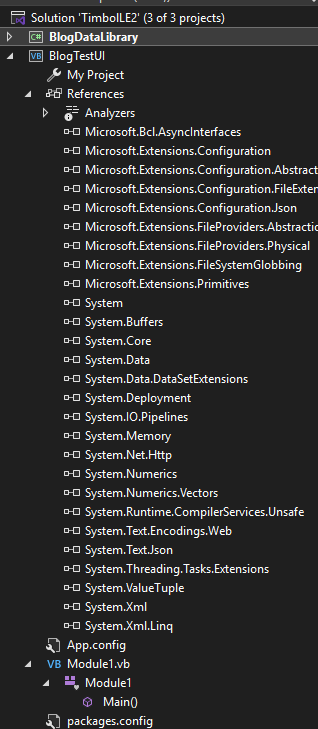 Solution 'TimbolLE2' (3 of 3 projects)
C# BlogDataLibrary
VB BlogTestUI
My Project
References
Analyzers
Microsoft.Bcl.AsyncInterfaces
Microsoft.Extensions.Configuration
Microsoft.Extensions.Configuration.Abstract
Microsoft.Extensions.Configuration.FileExten
Microsoft.Extensions.Configuration.Json
Microsoft.Extensions.FileProviders.Abstractio
Microsoft.Extensions.FileProviders.Physical
Microsoft.Extensions.FileSystemGlobbing
Microsoft.Extensions.Primitives
System
System.Buffers
System.Core
System.Data
System.Data.DataSetExtensions
System.Deployment
System.IO.Pipelines
System.Memory
System.Net.Http
System.Numerics
System.Numerics.Vectors
System.Runtime.CompilerServices.Unsafe
System.Text.Encodings.Web
System.Text.Json
System.Threading.Tasks.Extensions
System.ValueTuple
System.Xml
System.Xml.Linq
App.config
VB Module1.vb
Module1
Main()
packages.config